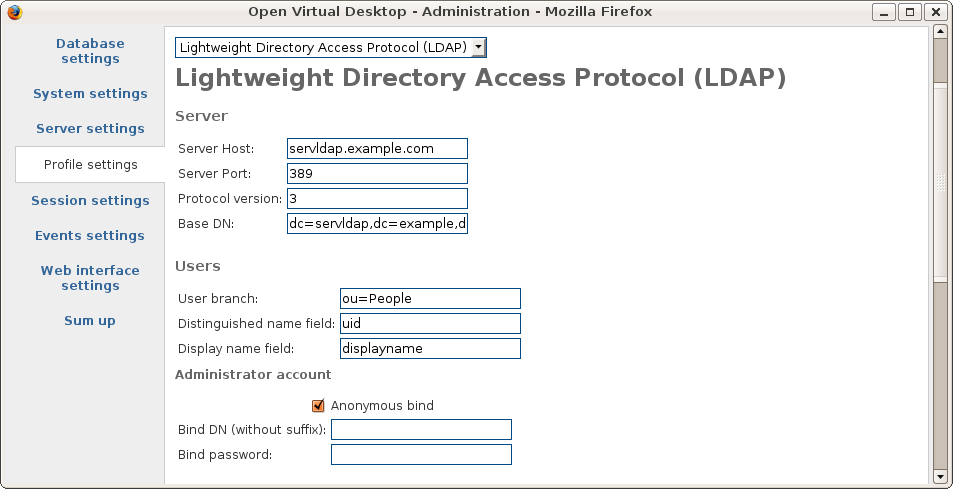 Open Virtual Desktop - Administration - Mozilla Firefox
Database
settings
System settings
Server settings
Profile settings
Session settings
Events settings
Web interface
settings
Sum up
Lightweight Directory Access Protocol (LDAP)
Lightweight Directory Access Protocol (LDAP)
Server
Server Host: servldap.example.com
Server Port: 389
Protocol version: 3
Base DN: dc=servldap,dc=example,d
Users
User branch: ou=People
Distinguished name field: uid
Display name field: displayname
Administrator account
Anonymous bind
Bind DN (without suffix):
Bind password: